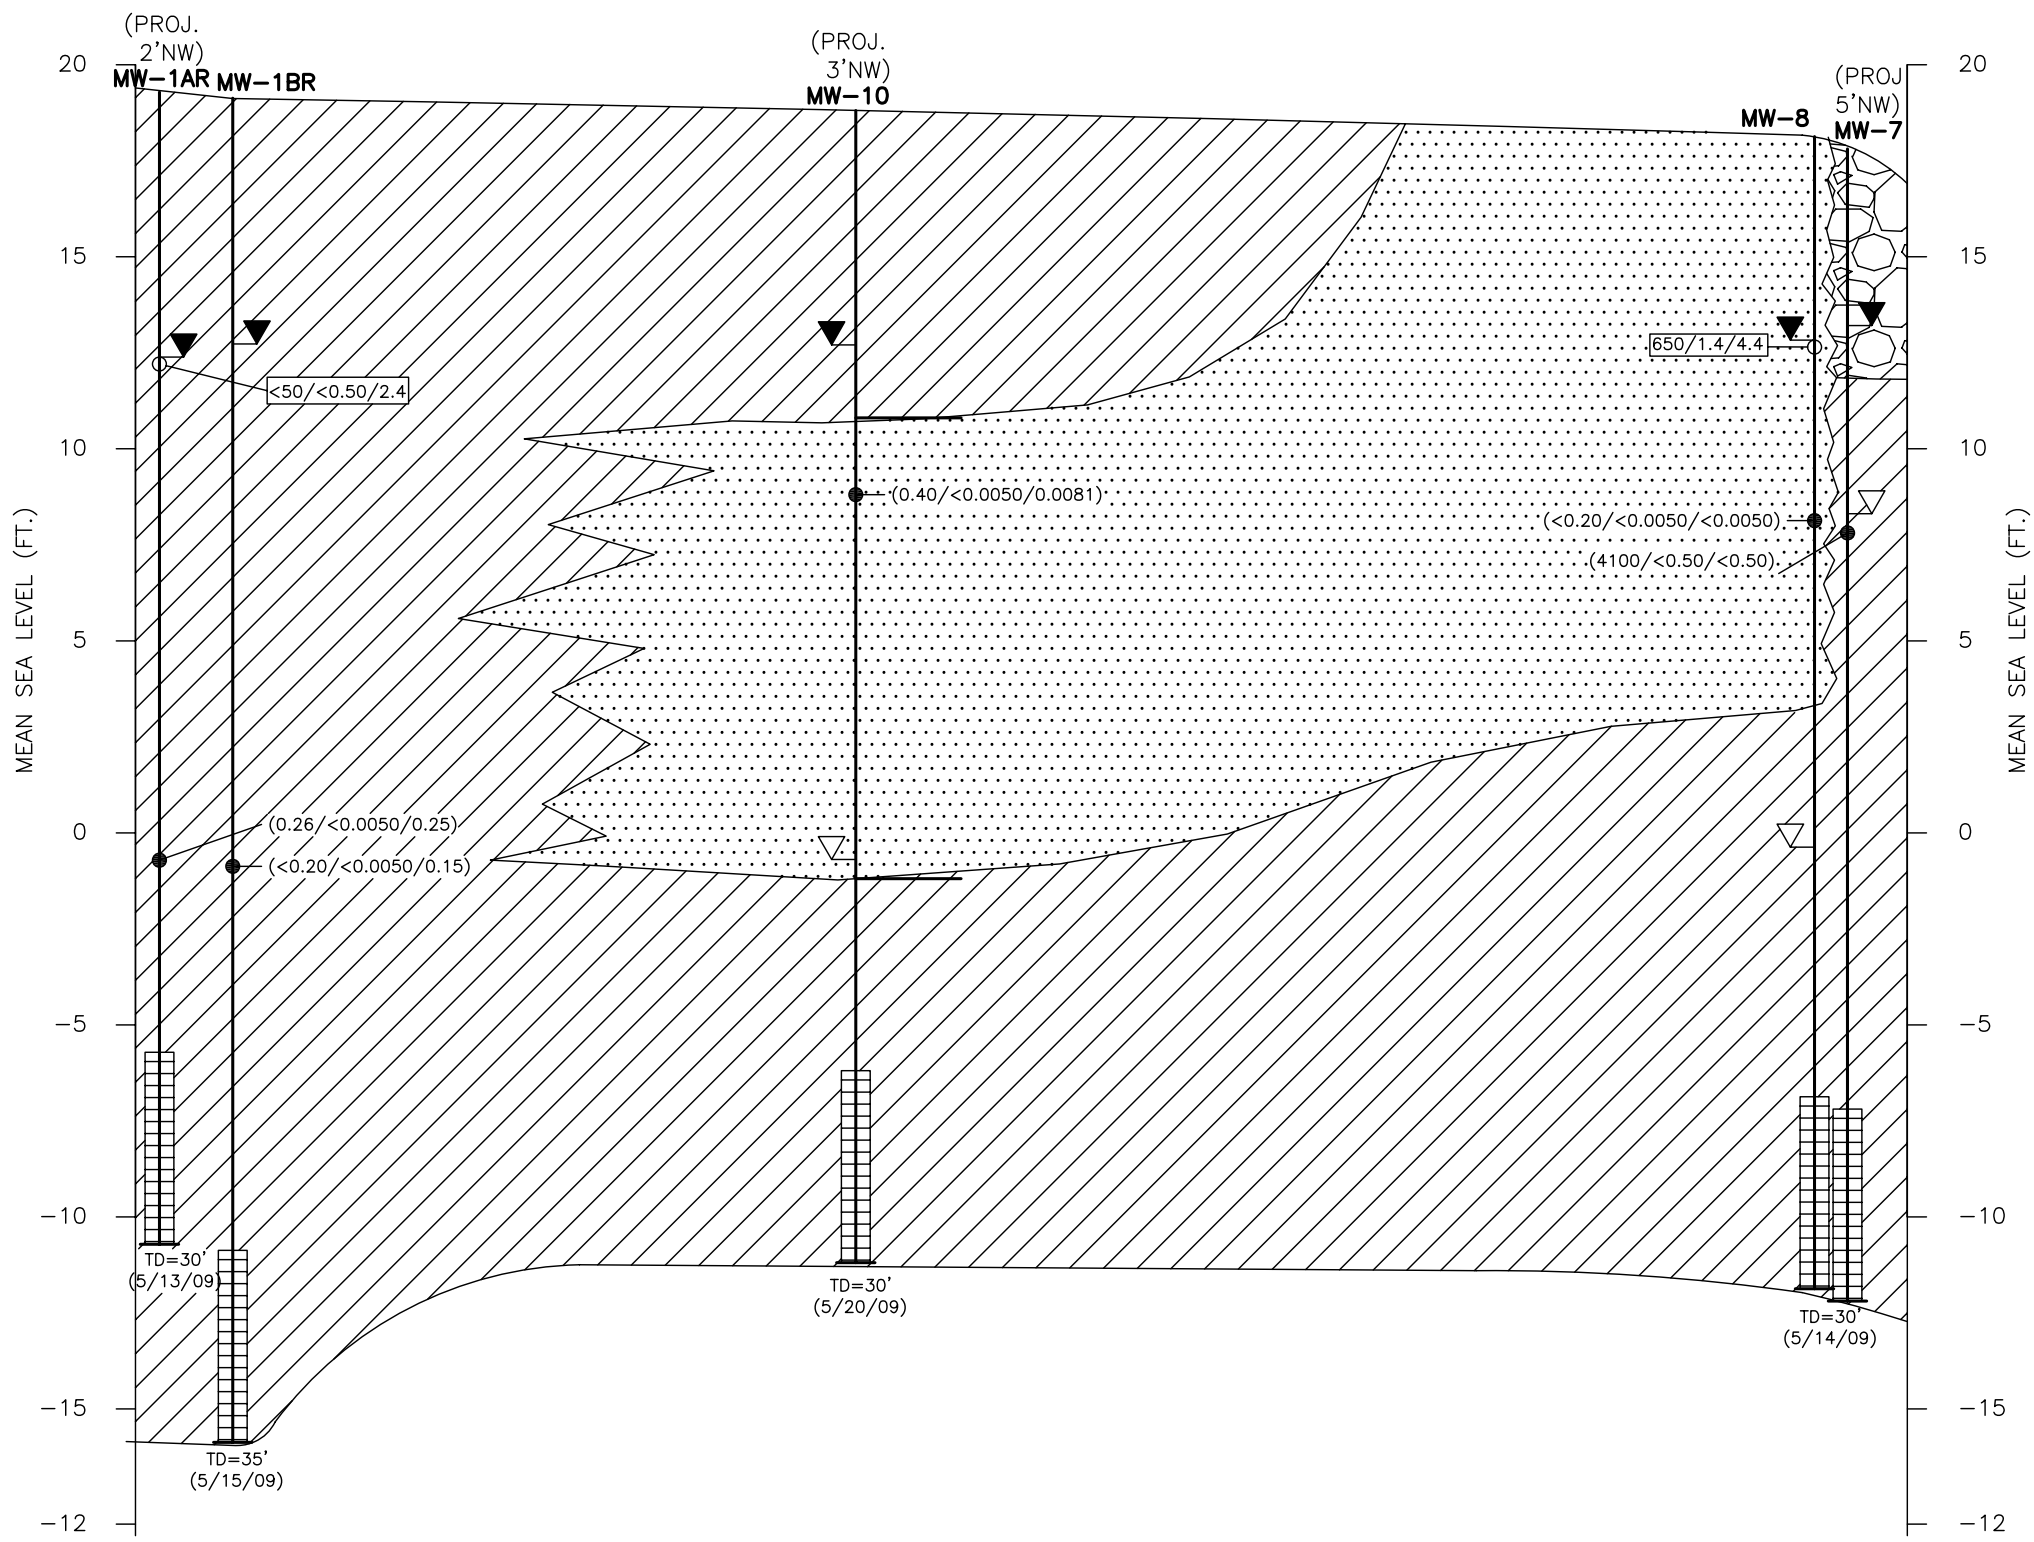 (PROJ.
2'NW)
MW-1AR
MW-1BR
(PROJ.
3'NW)
MW-10
(PROJ
5'NW)
MW-8
MW-7
20
15
10
5
0
-5
-10
-15
-12
MEAN SEA LEVEL (FT.)
<50/<0.50/2.4
650/1.4/4.4
(0.40/<0.0050/0.0081)
(<0.20/<0.0050/<0.0050)
(4100/<0.50/<0.50)
(0.26/<0.0050/0.25)
(<0.20/<0.0050/0.15)
TD=30'
(5/13/09)
TD=35'
(5/15/09)
TD=30'
(5/20/09)
TD=30'
(5/14/09)
20
15
10
5
0
-5
-10
-15
-12
MEAN SEA LEVEL (FT.)